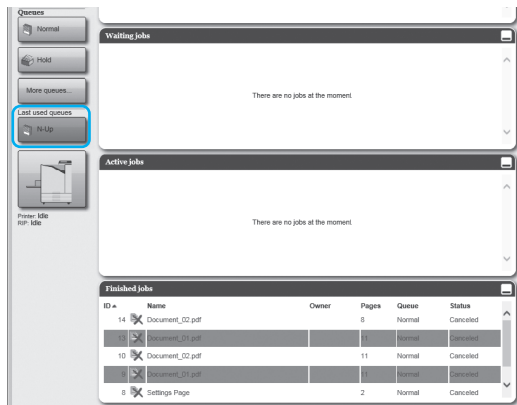 Queues
Normal
Hold
More queues...
Last used queues
N-Up
Printer: Idle
RIP: Idle
Waiting jobs
There are no jobs at the moment.
Active jobs
There are no jobs at the moment.
Finished jobs
ID Name Owner Pages Queue Status
14 Document_02.pdf 8 Normal Canceled
13 Document_01.pdf 11 Normal Canceled
10 Document_02.pdf 11 Normal Canceled
9 Document_01.pdf 11 Normal Canceled
8 Settings Page 2 Normal Canceled